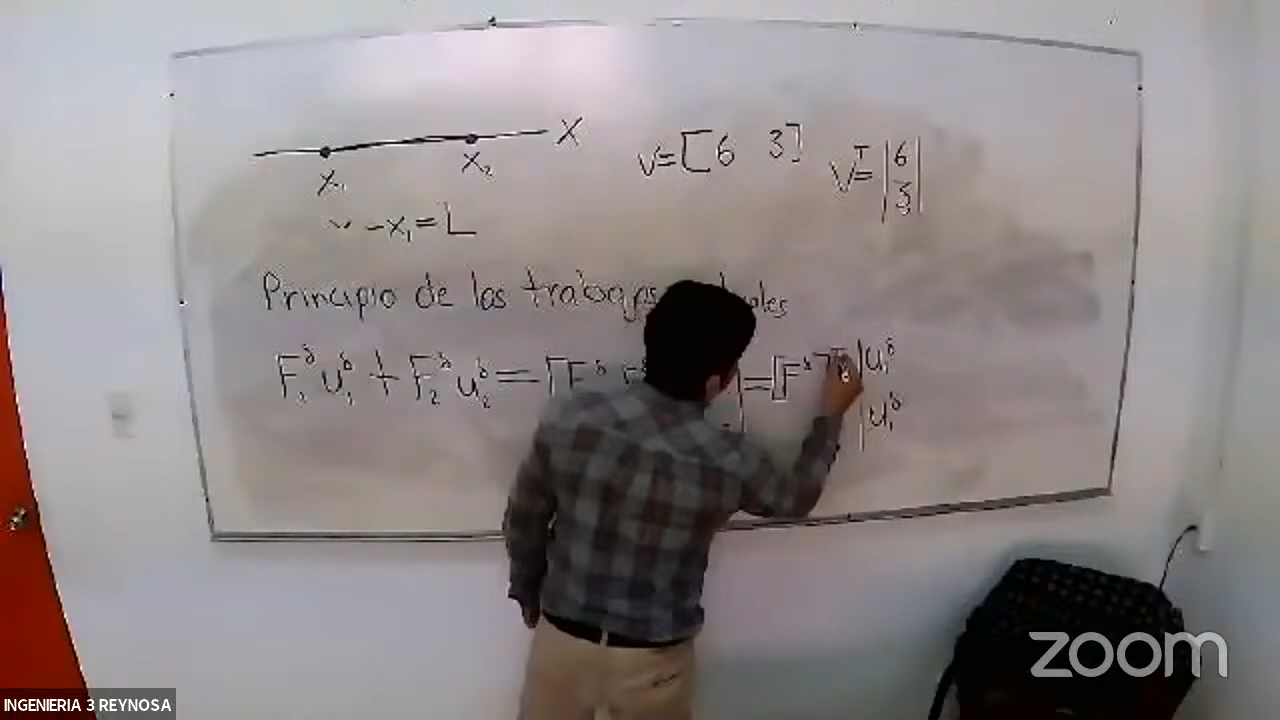 X
X₁ X₂
V=[6 3] Vᵀ=|6 3|
-X₁=L
Principio de los trabajos
F₁^δ u₁^δ + F₂^δ u₂^δ = [F^δ
=[F^δ]ᵀ |u₁^δ
|u₁^δ
zoom
INGENIERIA 3 REYNOSA